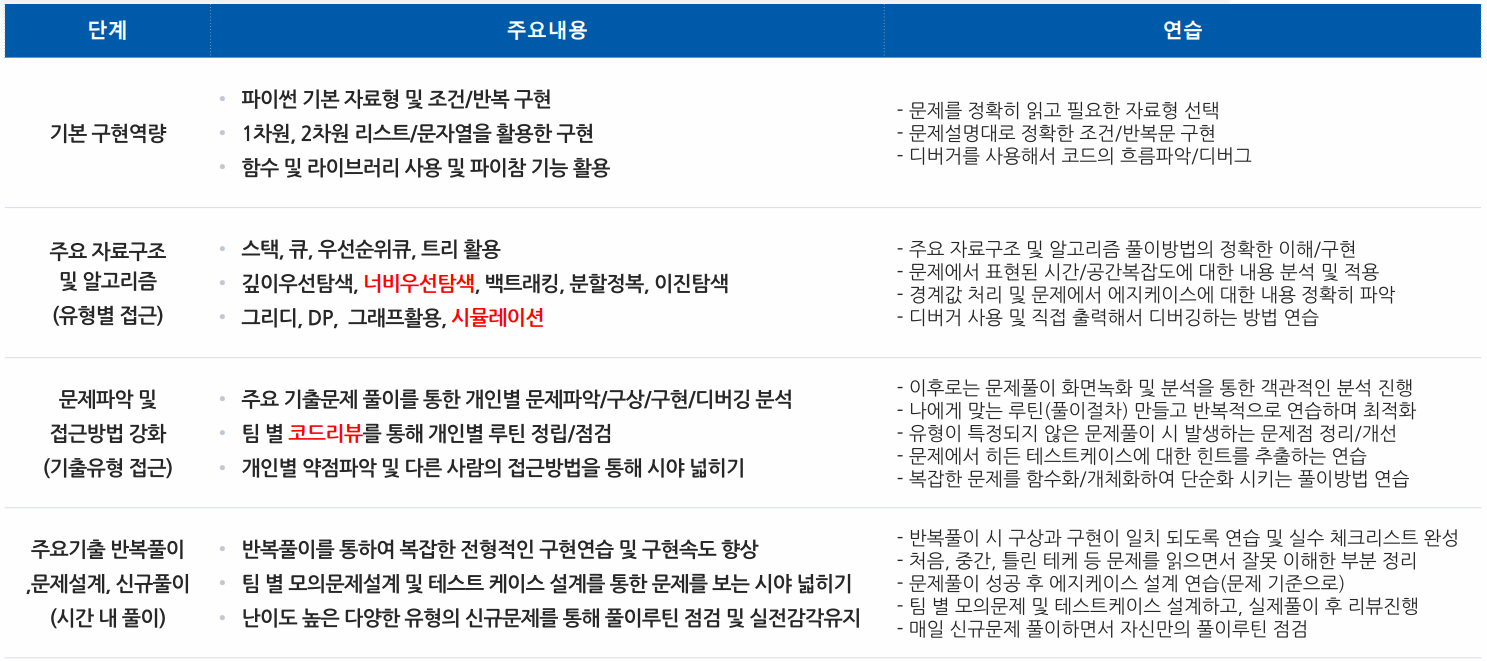 단계
주요내용
연습
기본 구현역량
• 파이썬 기본 자료형 및 조건/반복 구현
• 1차원, 2차원 리스트/문자열을 활용한 구현
• 함수 및 라이브러리 사용 및 파이참 기능 활용
- 문제를 정확히 읽고 필요한 자료형 선택
- 문제설명대로 정확한 조건/반복문 구현
- 디버거를 사용해서 코드의 흐름파악/디버그
주요 자료구조
및 알고리즘
(유형별 접근)
• 스택, 큐, 우선순위큐, 트리 활용
• 깊이우선탐색, 너비우선탐색, 백트래킹, 분할정복, 이진탐색
• 그리디, DP, 그래프활용, 시뮬레이션
- 주요 자료구조 및 알고리즘 풀이방법의 정확한 이해/구현
- 문제에서 표현된 시간/공간복잡도에 대한 내용 분석 및 적용
- 경계값 처리 및 문제에서 에지케이스에 대한 내용 정확히 파악
- 디버거 사용 및 직접 출력해서 디버깅하는 방법 연습
문제파악 및
접근방법 강화
(기출유형 접근)
• 주요 기출문제 풀이를 통한 개인별 문제파악/구상/구현/디버깅 분석
• 팀 별 코드리뷰를 통해 개인별 루틴 정립/점검
• 개인별 약점파악 및 다른 사람의 접근방법을 통해 시야 넓히기
- 이후로는 문제풀이 화면녹화 및 분석을 통한 객관적인 분석 진행
- 나에게 맞는 루틴(풀이절차) 만들고 반복적으로 연습하며 최적화
- 유형이 특정되지 않은 문제풀이 시 발생하는 문제점 정리/개선
- 문제에서 히든 테스트케이스에 대한 힌트를 추출하는 연습
- 복잡한 문제를 함수화/개체화하여 단순화 시키는 풀이방법 연습
주요기출 반복풀이
,문제설계, 신규풀이
(시간 내 풀이)
• 반복풀이를 통하여 복잡한 전형적인 구현연습 및 구현속도 향상
• 팀 별 모의문제설계 및 테스트 케이스 설계를 통한 문제를 보는 시야 넓히기
• 난이도 높은 다양한 유형의 신규문제를 통해 풀이루틴 점검 및 실전감각유지
- 반복풀이 시 구상과 구현이 일치 되도록 연습 및 실수 체크리스트 완성
- 처음, 중간, 틀린 테케 등 문제를 읽으면서 잘못 이해한 부분 정리
- 문제풀이 성공 후 에지케이스 설계 연습(문제 기준으로)
- 팀 별 모의문제 및 테스트케이스 설계하고, 실제풀이 후 리뷰진행
- 매일 신규문제 풀이하면서 자신만의 풀이루틴 점검